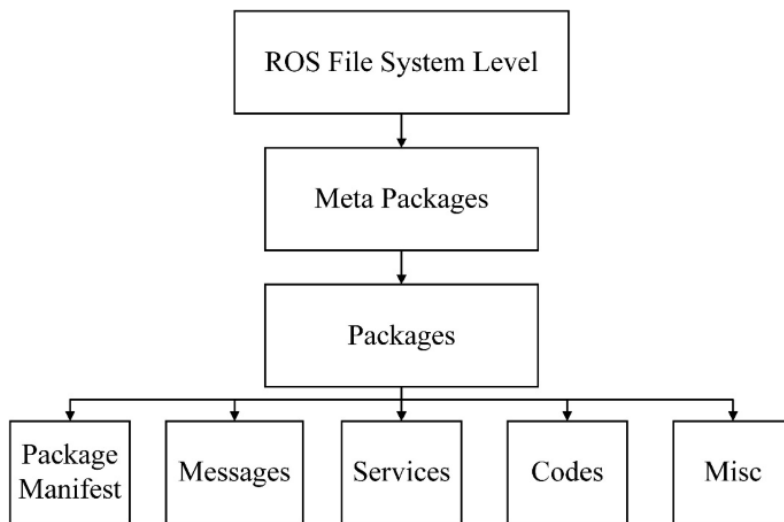 ROS File System Level
Meta Packages
Packages
Package
Manifest
Messages
Services
Codes
Misc